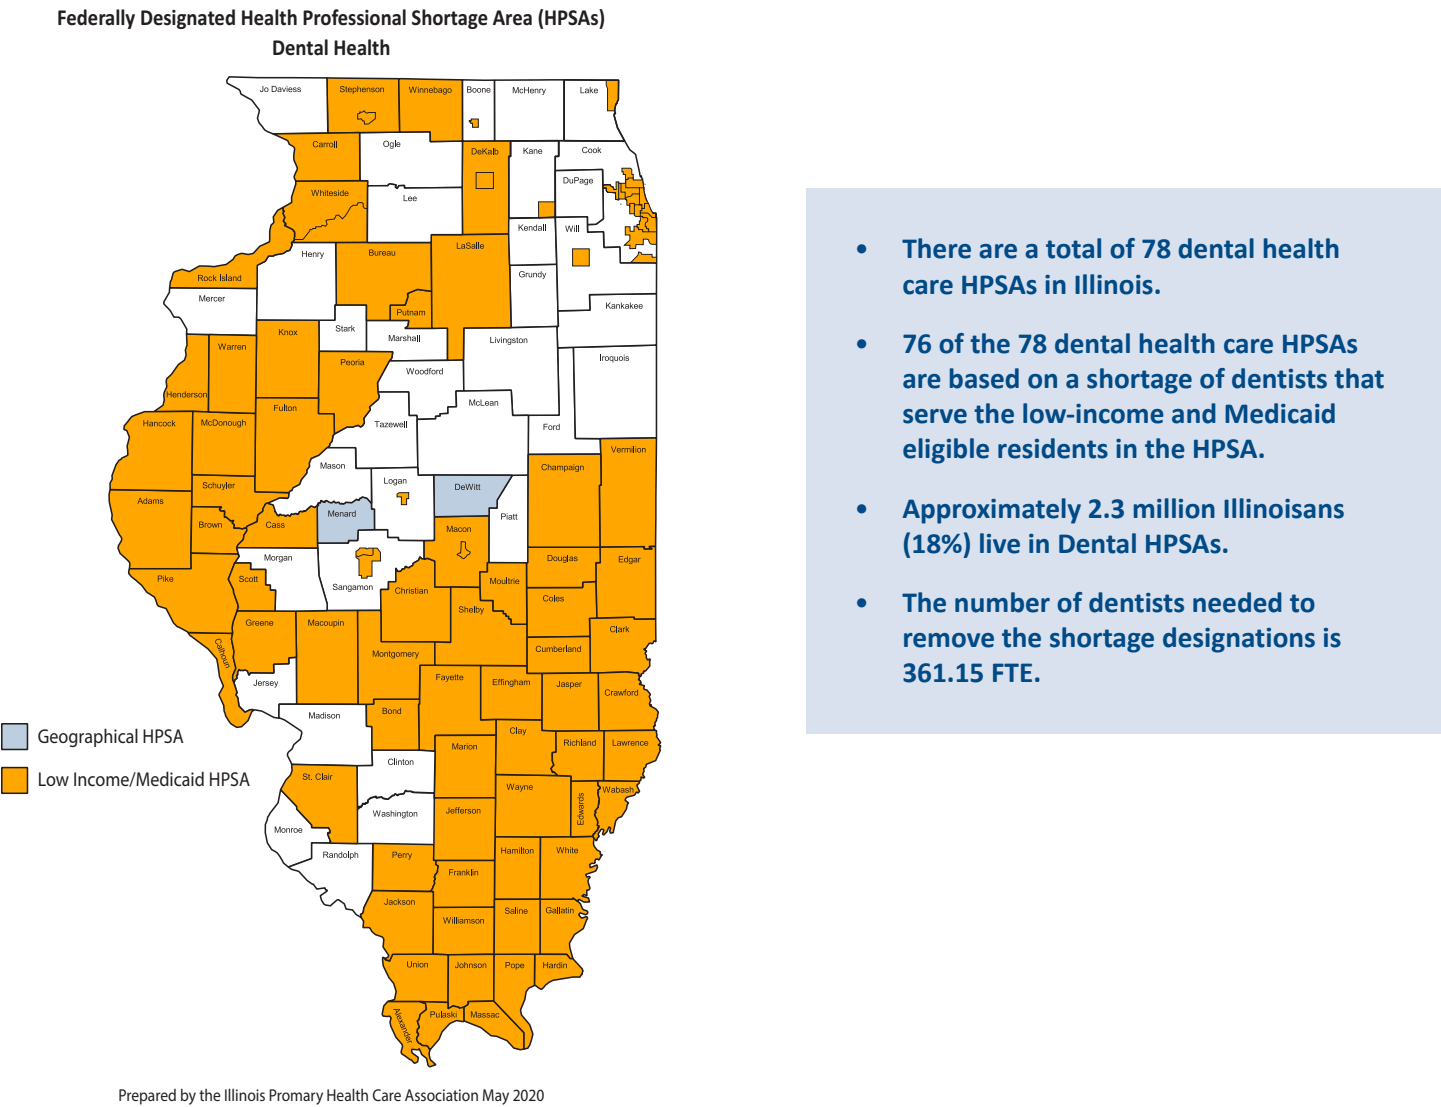 Federally Designated Health Professional Shortage Area (HPSAs)
Dental Health
Jo Daviess
Stephenson
Winnebago
Boone
McHenry
Lake
Carroll
Ogle
DeKalb
Kane
Cook
DuPage
Whiteside
Lee
Kendall
Will
LaSalle
Henry
Bureau
Rock Island
Grundy
Mercer
Putnam
Kankakee
Knox
Stark
Marshall
Livingston
Warren
Peoria
Iroquois
Woodford
Henderson
McLean
Fulton
Hancock
McDonough
Tazewell
Ford
Vermilion
Mason
Champaign
Logan
Schuyler
DeWitt
Adams
Menard
Piatt
Brown
Cass
Macon
Morgan
Douglas
Edgar
Pike
Scott
Sangamon
Christian
Moultrie
Coles
Shelby
Greene
Macoupin
Clark
Calhoun
Montgomery
Cumberland
Jersey
Fayette
Effingham
Jasper
Crawford
Madison
Bond
Clay
Marion
Richland
Lawrence
Clinton
St. Clair
Wayne
Edwards
Wabash
Washington
Jefferson
Monroe
Randolph
Perry
Hamilton
White
Franklin
Jackson
Williamson
Saline
Gallatin
Union
Johnson
Pope
Hardin
Alexander
Pulaski
Massac
Geographical HPSA
Low Income/Medicaid HPSA
Prepared by the Illinois Promary Health Care Association May 2020
• There are a total of 78 dental health
care HPSAs in Illinois.
• 76 of the 78 dental health care HPSAs
are based on a shortage of dentists that
serve the low-income and Medicaid
eligible residents in the HPSA.
• Approximately 2.3 million Illinoisans
(18%) live in Dental HPSAs.
• The number of dentists needed to
remove the shortage designations is
361.15 FTE.